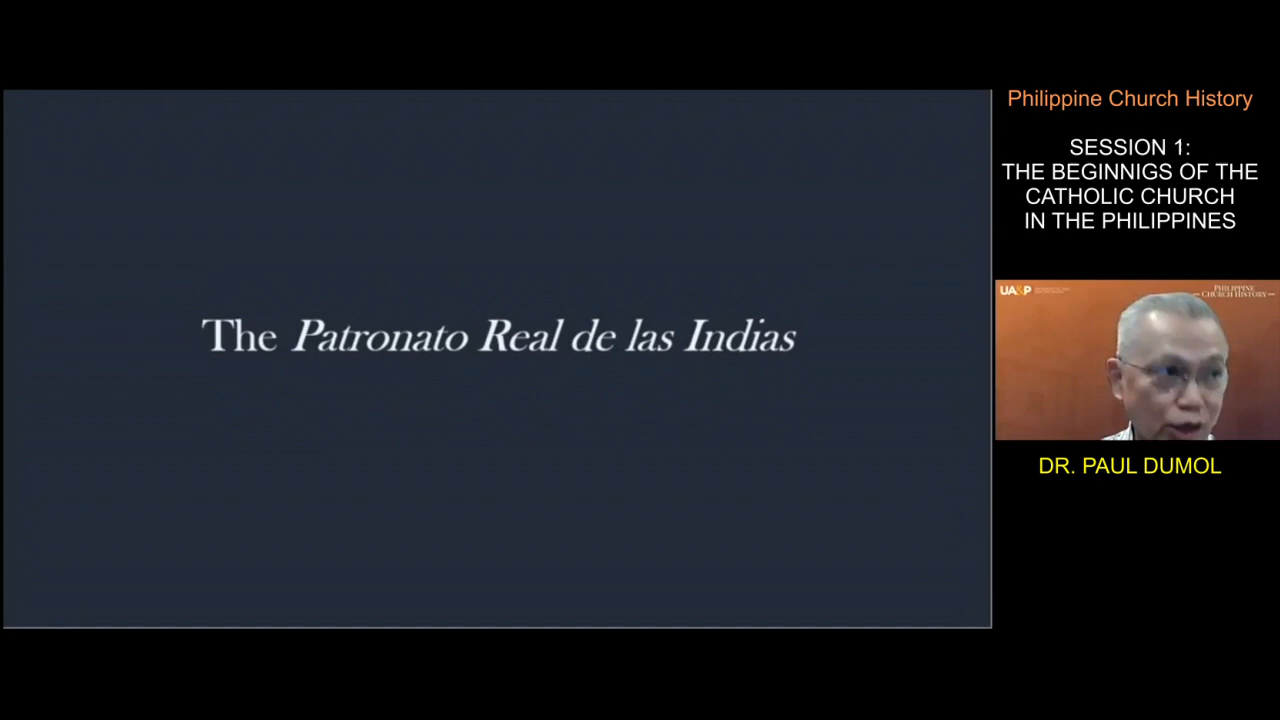 The Patronato Real de las Indias
Philippine Church History
SESSION 1:
THE BEGINNIGS OF THE
CATHOLIC CHURCH
IN THE PHILIPPINES
UA&P
PHILIPPINE
CHURCH HISTORY
DR. PAUL DUMOL